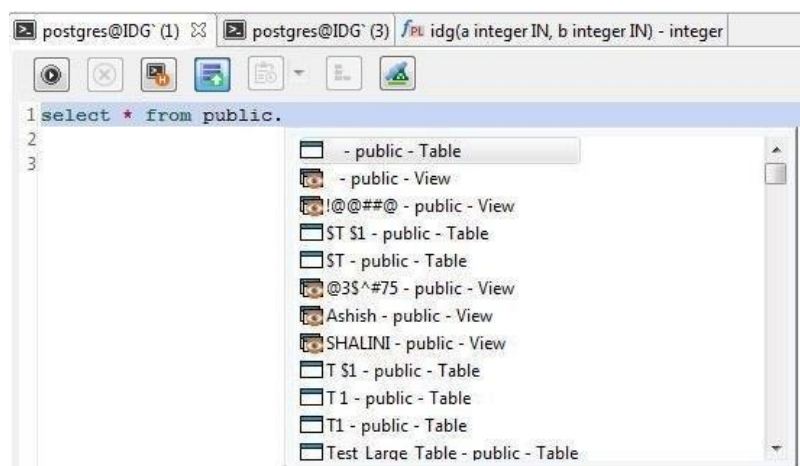 postgres@IDG` (1) postgres@IDG` (3) fPL idg(a integer IN, b integer IN) - integer
1 select * from public.
2
3
- public - Table
- public - View
!@@##@ - public - View
$T $1 - public - Table
$T - public - Table
@3$^#75 - public - View
Ashish - public - View
SHALINI - public - View
T $1 - public - Table
T 1 - public - Table
T1 - public - Table
Test Large Table - public - Table